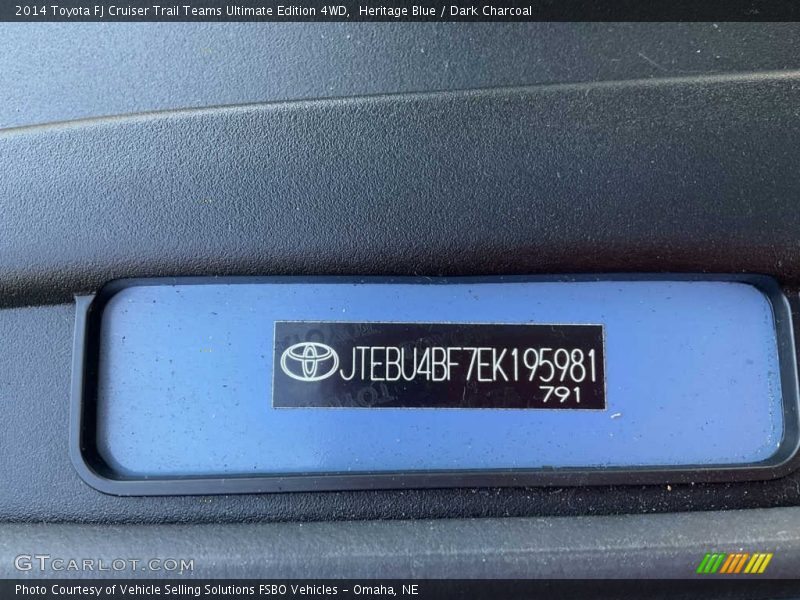 2014 Toyota FJ Cruiser Trail Teams Ultimate Edition 4WD,  Heritage Blue / Dark Charcoal
JTEBU4BF7EK195981
791
GTCARLOT.COM
Photo Courtesy of Vehicle Selling Solutions FSBO Vehicles - Omaha, NE